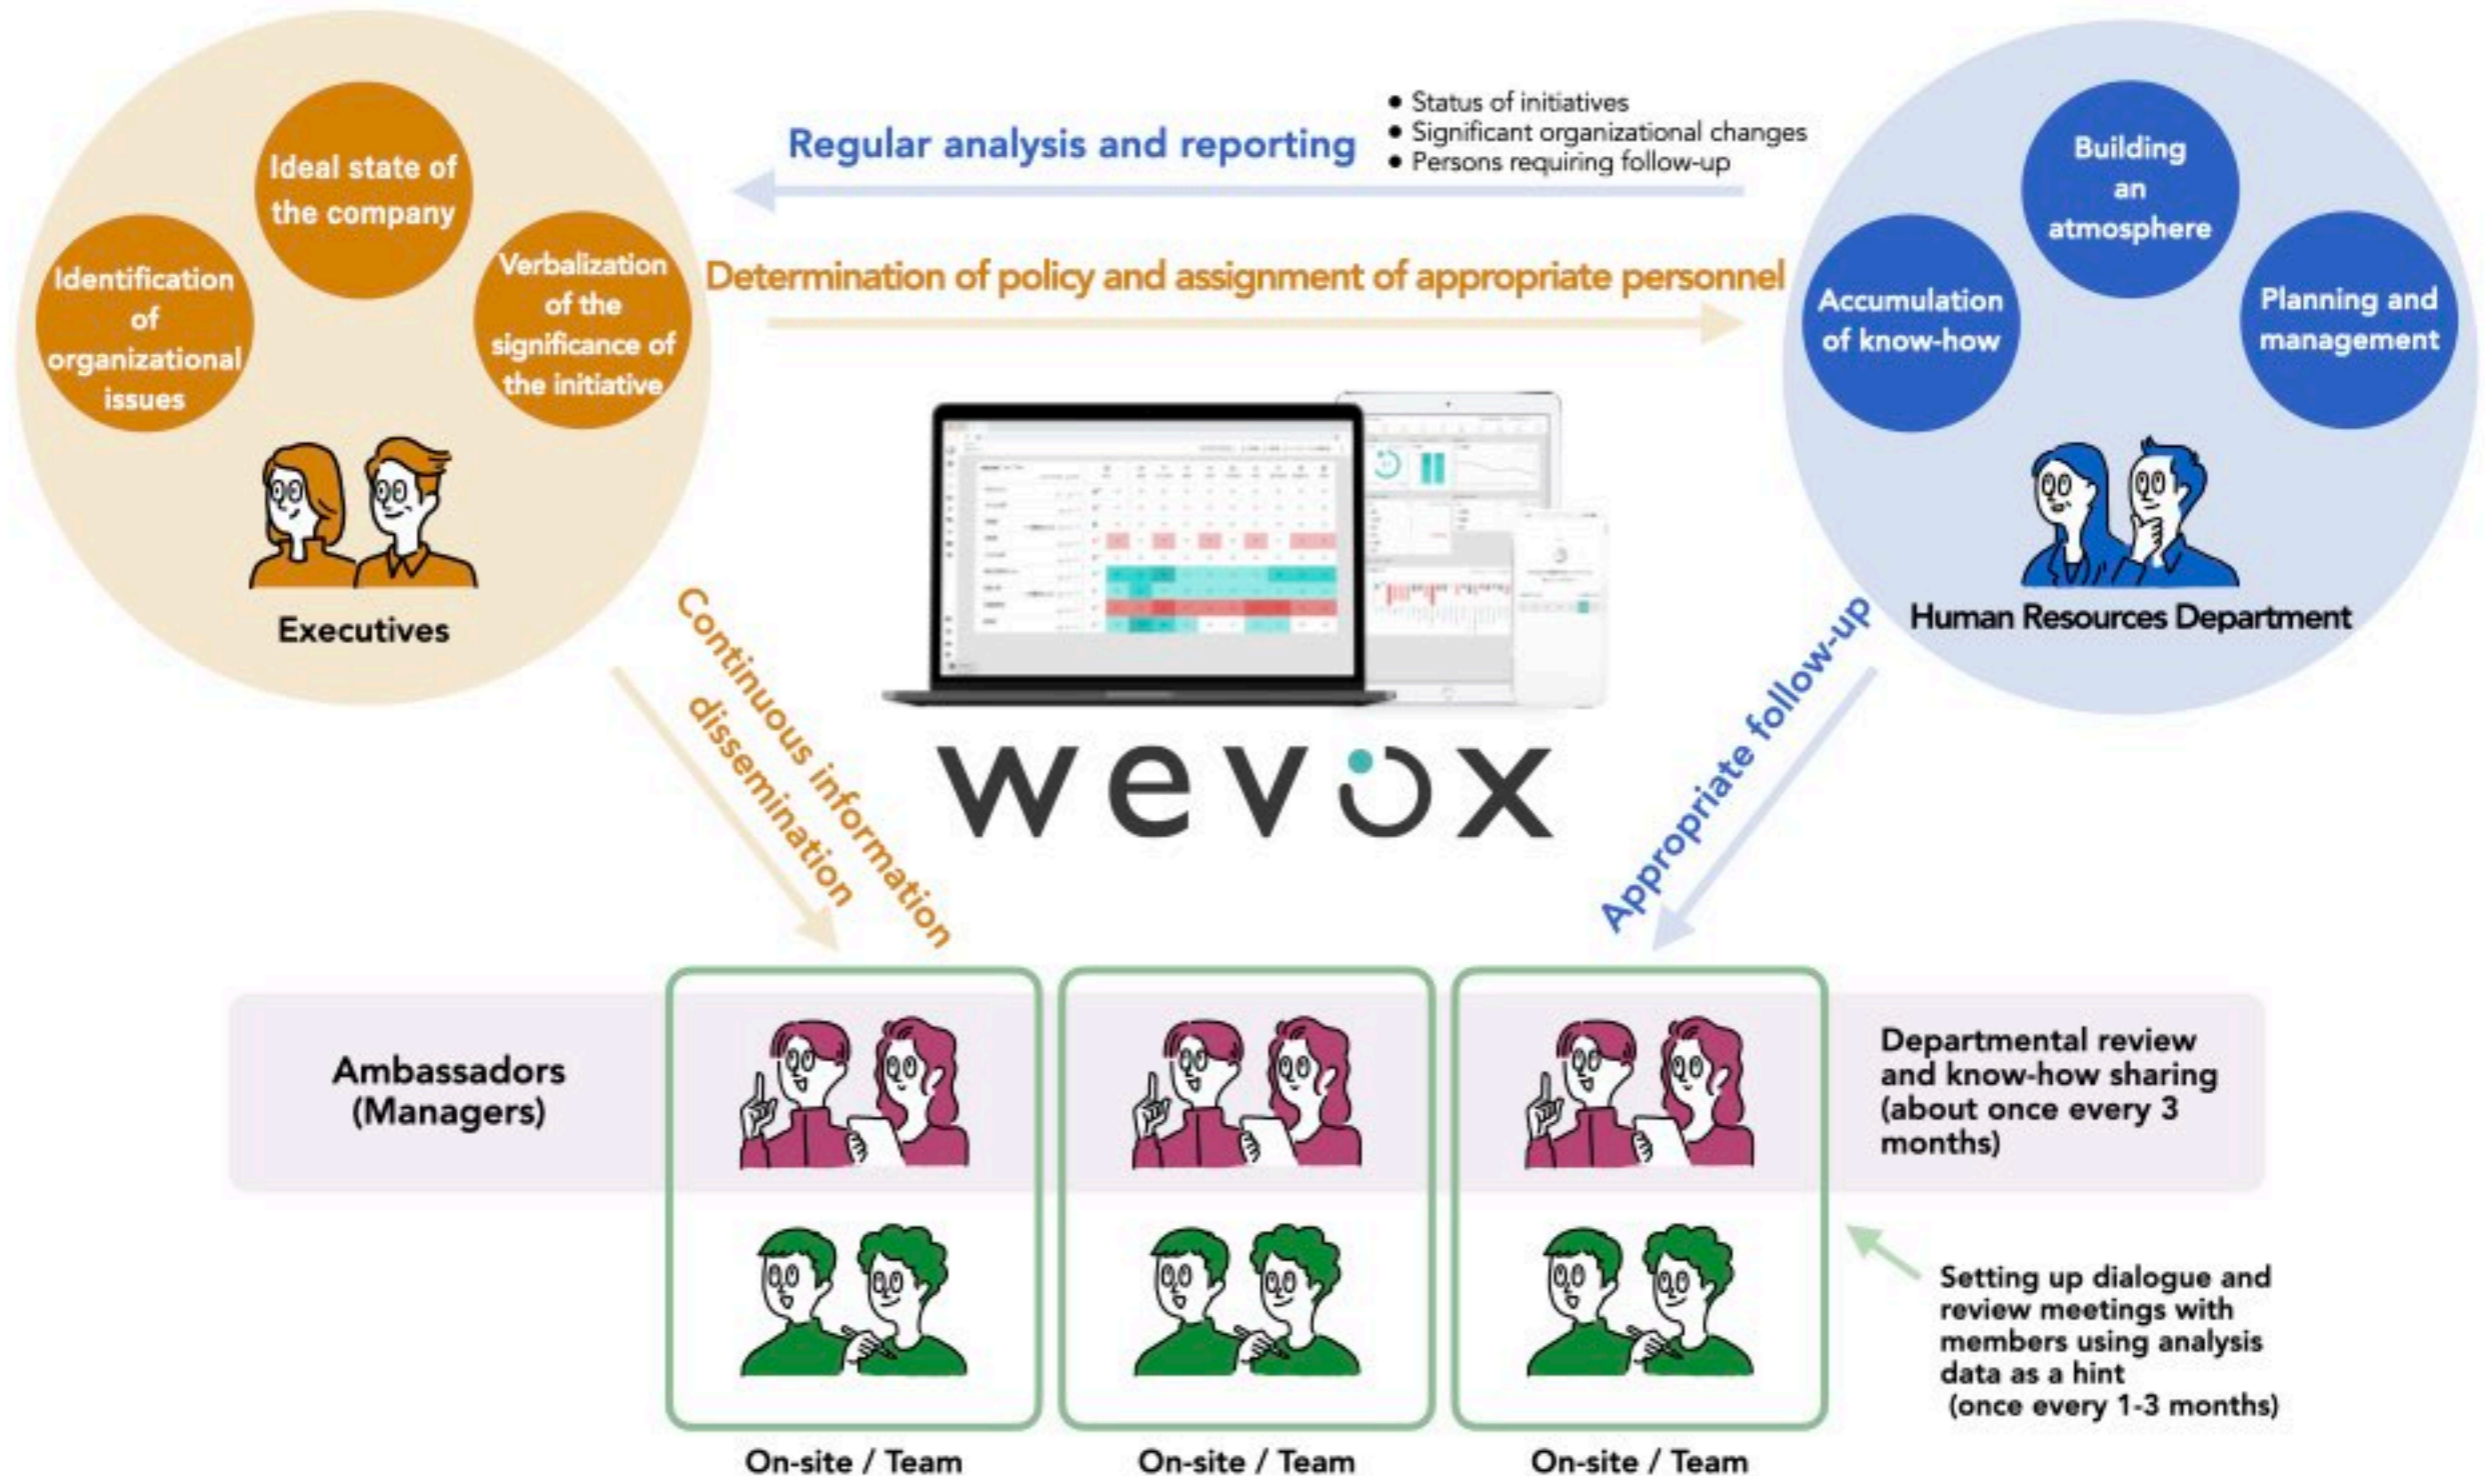 Ideal state of
the company
Identification
of
organizational
issues
Verbalization
of the
significance of
the initiative
Executives
Regular analysis and reporting
● Status of initiatives
● Significant organizational changes
● Persons requiring follow-up
Determination of policy and assignment of appropriate personnel
Building
an
atmosphere
Accumulation
of know-how
Planning and
management
Human Resources Department
Continuous information
dissemination
wevox
Appropriate follow-up
Ambassadors
(Managers)
Departmental review
and know-how sharing
(about once every 3
months)
Setting up dialogue and
review meetings with
members using analysis
data as a hint
(once every 1-3 months)
On-site / Team
On-site / Team
On-site / Team